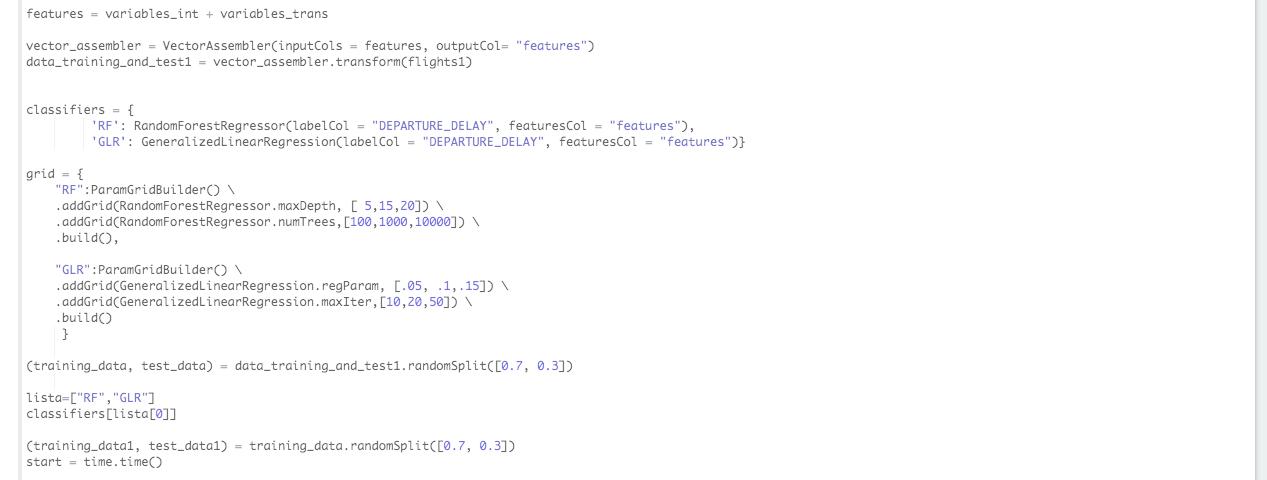 features = variables_int + variables_trans
vector_assembler = VectorAssembler(inputCols = features, outputCol= "features")
data_training_and_test1 = vector_assembler.transform(flights1)
classifiers = {
'RF': RandomForestRegressor(labelCol = "DEPARTURE_DELAY", featuresCol = "features"),
'GLR': GeneralizedLinearRegression(labelCol = "DEPARTURE_DELAY", featuresCol = "features")}
grid = {
"RF":ParamGridBuilder() \
.addGrid(RandomForestRegressor.maxDepth, [ 5,15,20]) \
.addGrid(RandomForestRegressor.numTrees,[100,1000,10000]) \
.build(),
"GLR":ParamGridBuilder() \
.addGrid(GeneralizedLinearRegression.regParam, [.05, .1,.15]) \
.addGrid(GeneralizedLinearRegression.maxIter,[10,20,50]) \
.build()
}
(training_data, test_data) = data_training_and_test1.randomSplit([0.7, 0.3])
lista=["RF","GLR"]
classifiers[lista[0]]
(training_data1, test_data1) = training_data.randomSplit([0.7, 0.3])
start = time.time()